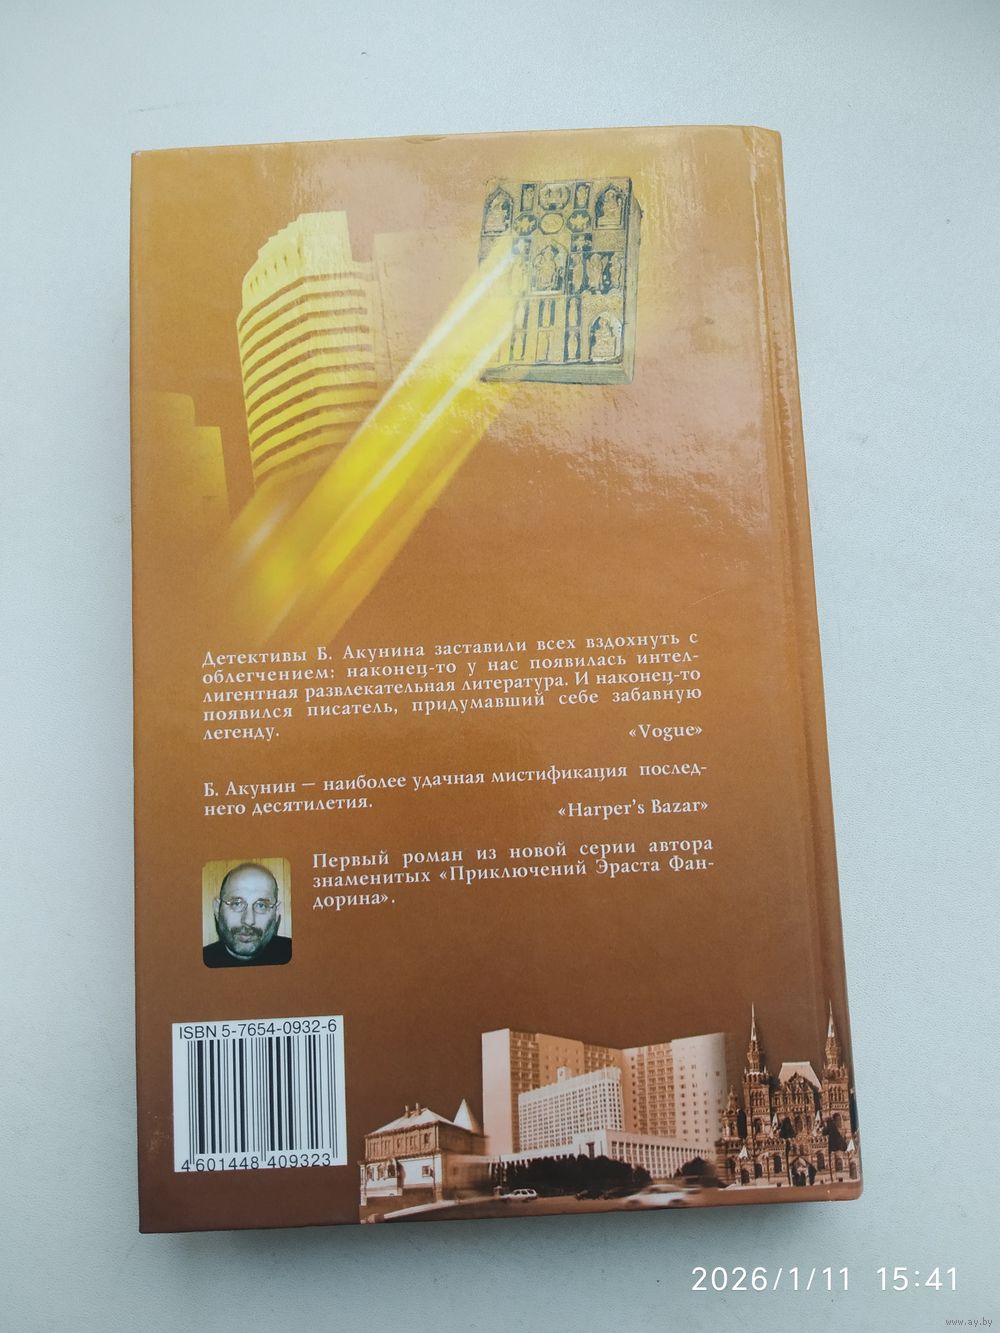 Детективы Б. Акунина заставили всех вздохнуть с
облегчением: наконец-то у нас появилась интел-
лигентная развлекательная литература. И наконец-то
появился писатель, придумавший себе забавную
легенду.
«Vogue»
Б. Акунин — наиболее удачная мистификация послед-
него десятилетия.
«Harper's Bazar»
Первый роман из новой серии автора
знаменитых «Приключений Эраста Фан-
дорина».
ISBN 5-7654-0932-6
4 601448 409323
2026/1/11 15:41
www.ay.by